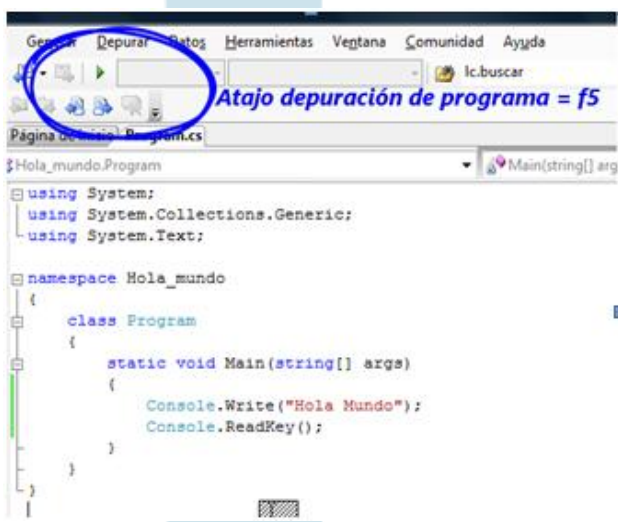 Generar Depurar Datos Herramientas Ventana Comunidad Ayuda
lc.buscar
Atajo depuración de programa = f5
Página de inicio Program.cs
Hola_mundo.Program Main(string[] arg
using System;
using System.Collections.Generic;
using System.Text;
namespace Hola_mundo
{
class Program
{
static void Main(string[] args)
{
Console.Write("Hola Mundo");
Console.ReadKey();
}
}
}